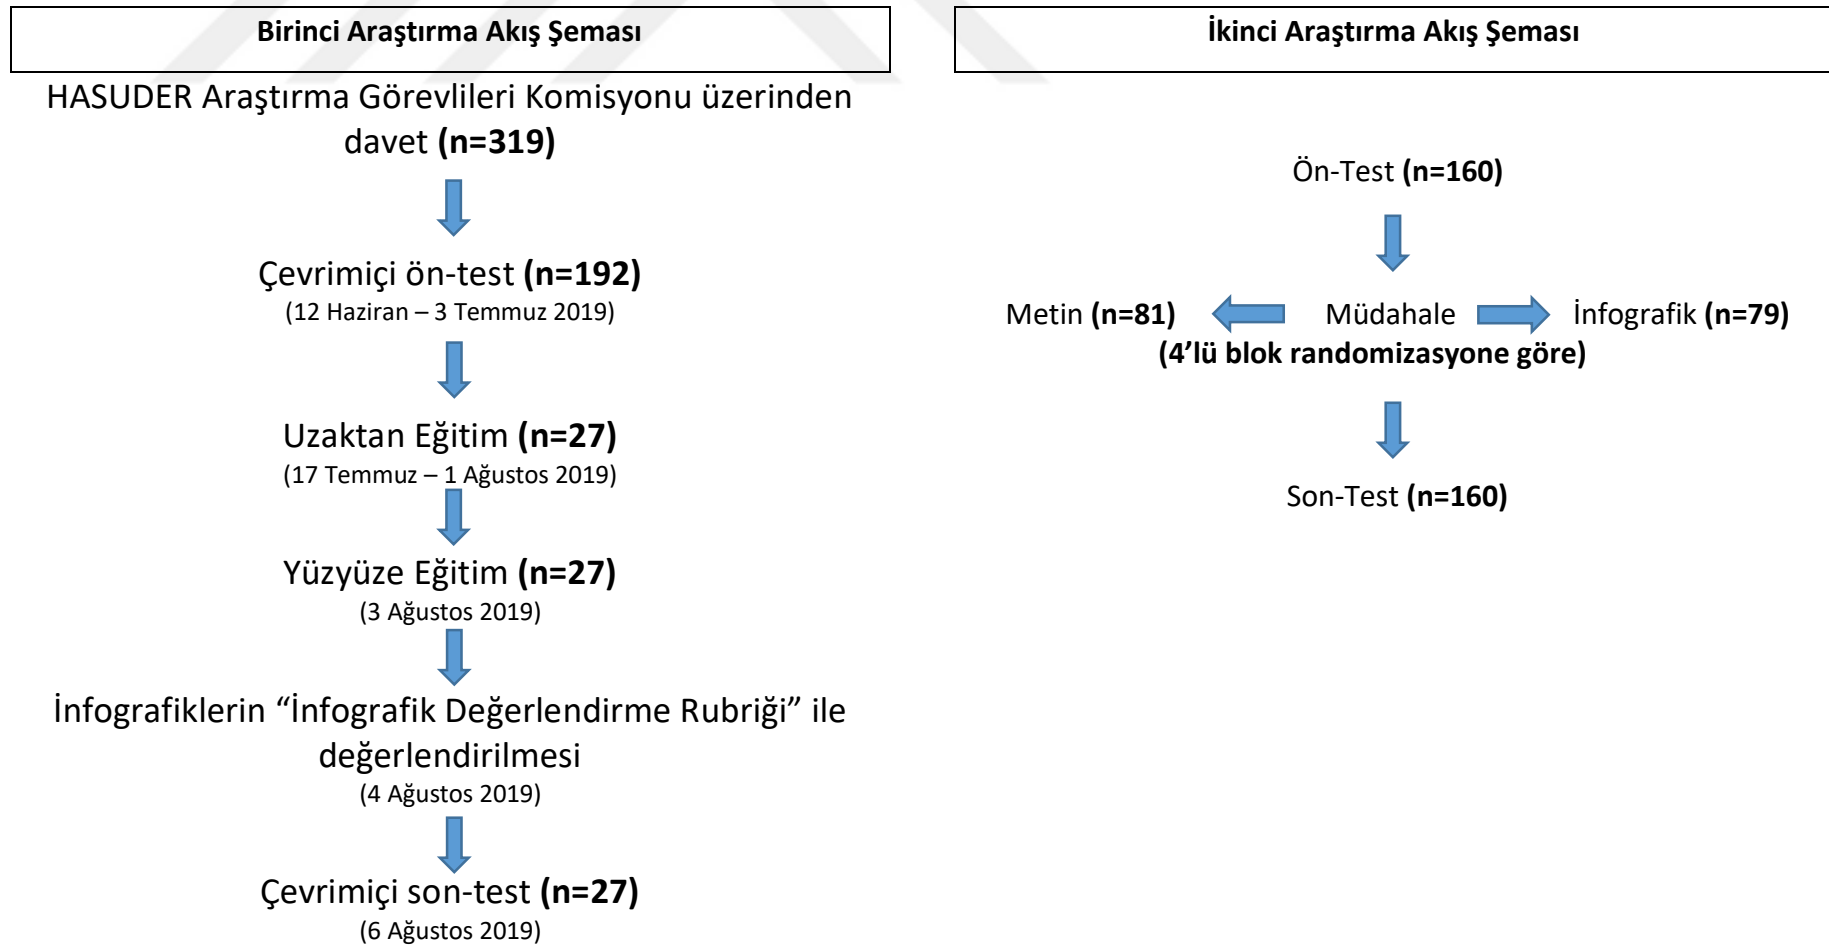 Birinci Araştırma Akış Şeması
HASUDER Araştırma Görevlileri Komisyonu üzerinden
davet (n=319)
Çevrimiçi ön-test (n=192)
(12 Haziran – 3 Temmuz 2019)
Uzaktan Eğitim (n=27)
(17 Temmuz – 1 Ağustos 2019)
Yüzyüze Eğitim (n=27)
(3 Ağustos 2019)
İnfografiklerin “İnfografik Değerlendirme Rubriği” ile
değerlendirilmesi
(4 Ağustos 2019)
Çevrimiçi son-test (n=27)
(6 Ağustos 2019)
İkinci Araştırma Akış Şeması
Ön-Test (n=160)
Metin (n=81) Müdahale İnfografik (n=79)
(4’lü blok randomizasyone göre)
Son-Test (n=160)